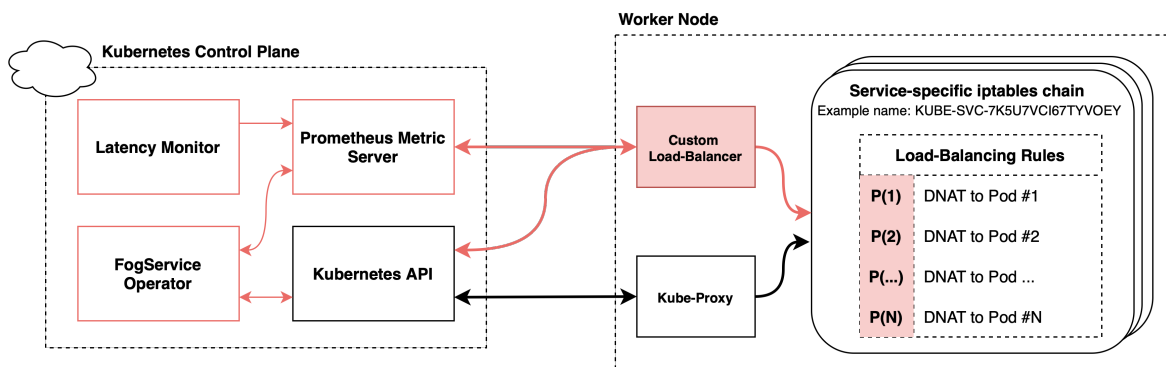 Worker Node
Kubernetes Control Plane
Latency Monitor
Prometheus Metric
Server
FogService
Operator
Kubernetes API
Custom
Load-Balancer
Kube-Proxy
Service-specific iptables chain
Example name: KUBE-SVC-7K5U7VCI67TYVOEY
Load-Balancing Rules
P(1) DNAT to Pod #1
P(2) DNAT to Pod #2
P(...) DNAT to Pod ...
P(N) DNAT to Pod #N